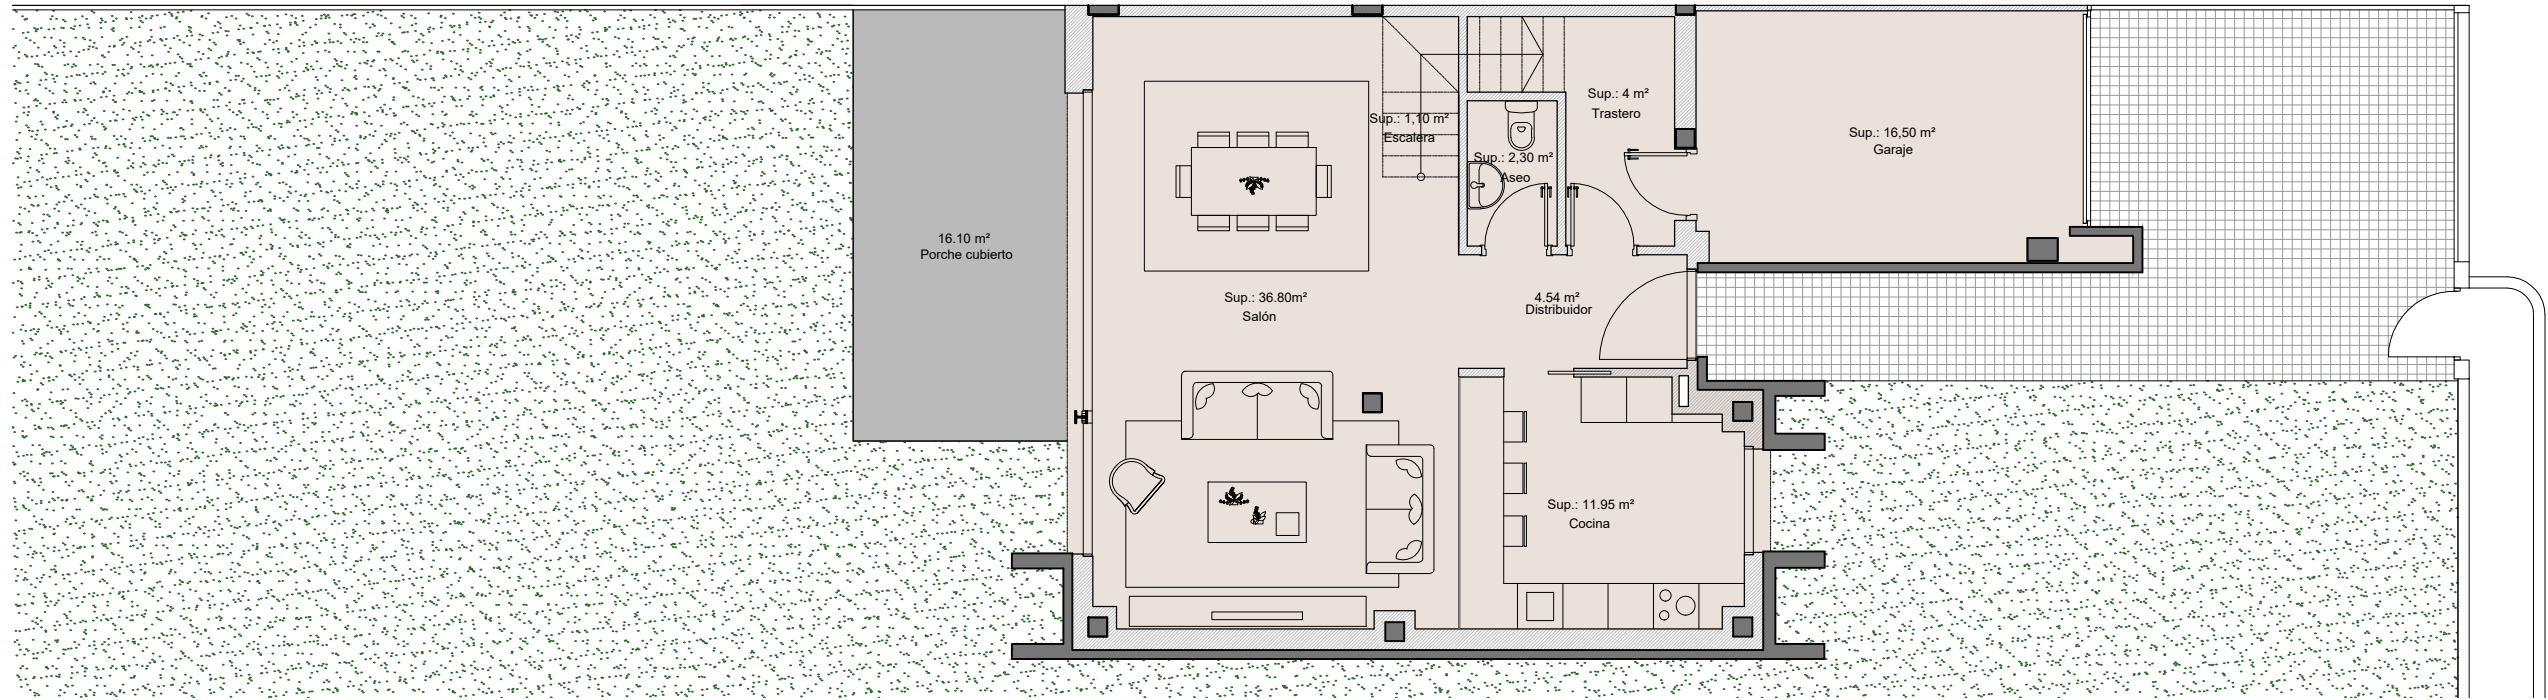 Sup.: 4 m²
Trastero
Sup.: 1,10 m²
Escalera
Sup.: 16,50 m²
Garaje
Sup.: 2,30 m²
Aseo
16.10 m²
Porche cubierto
Sup.: 36.80m²
Salón
4.54 m²
Distribuidor
Sup.: 11.95 m²
Cocina